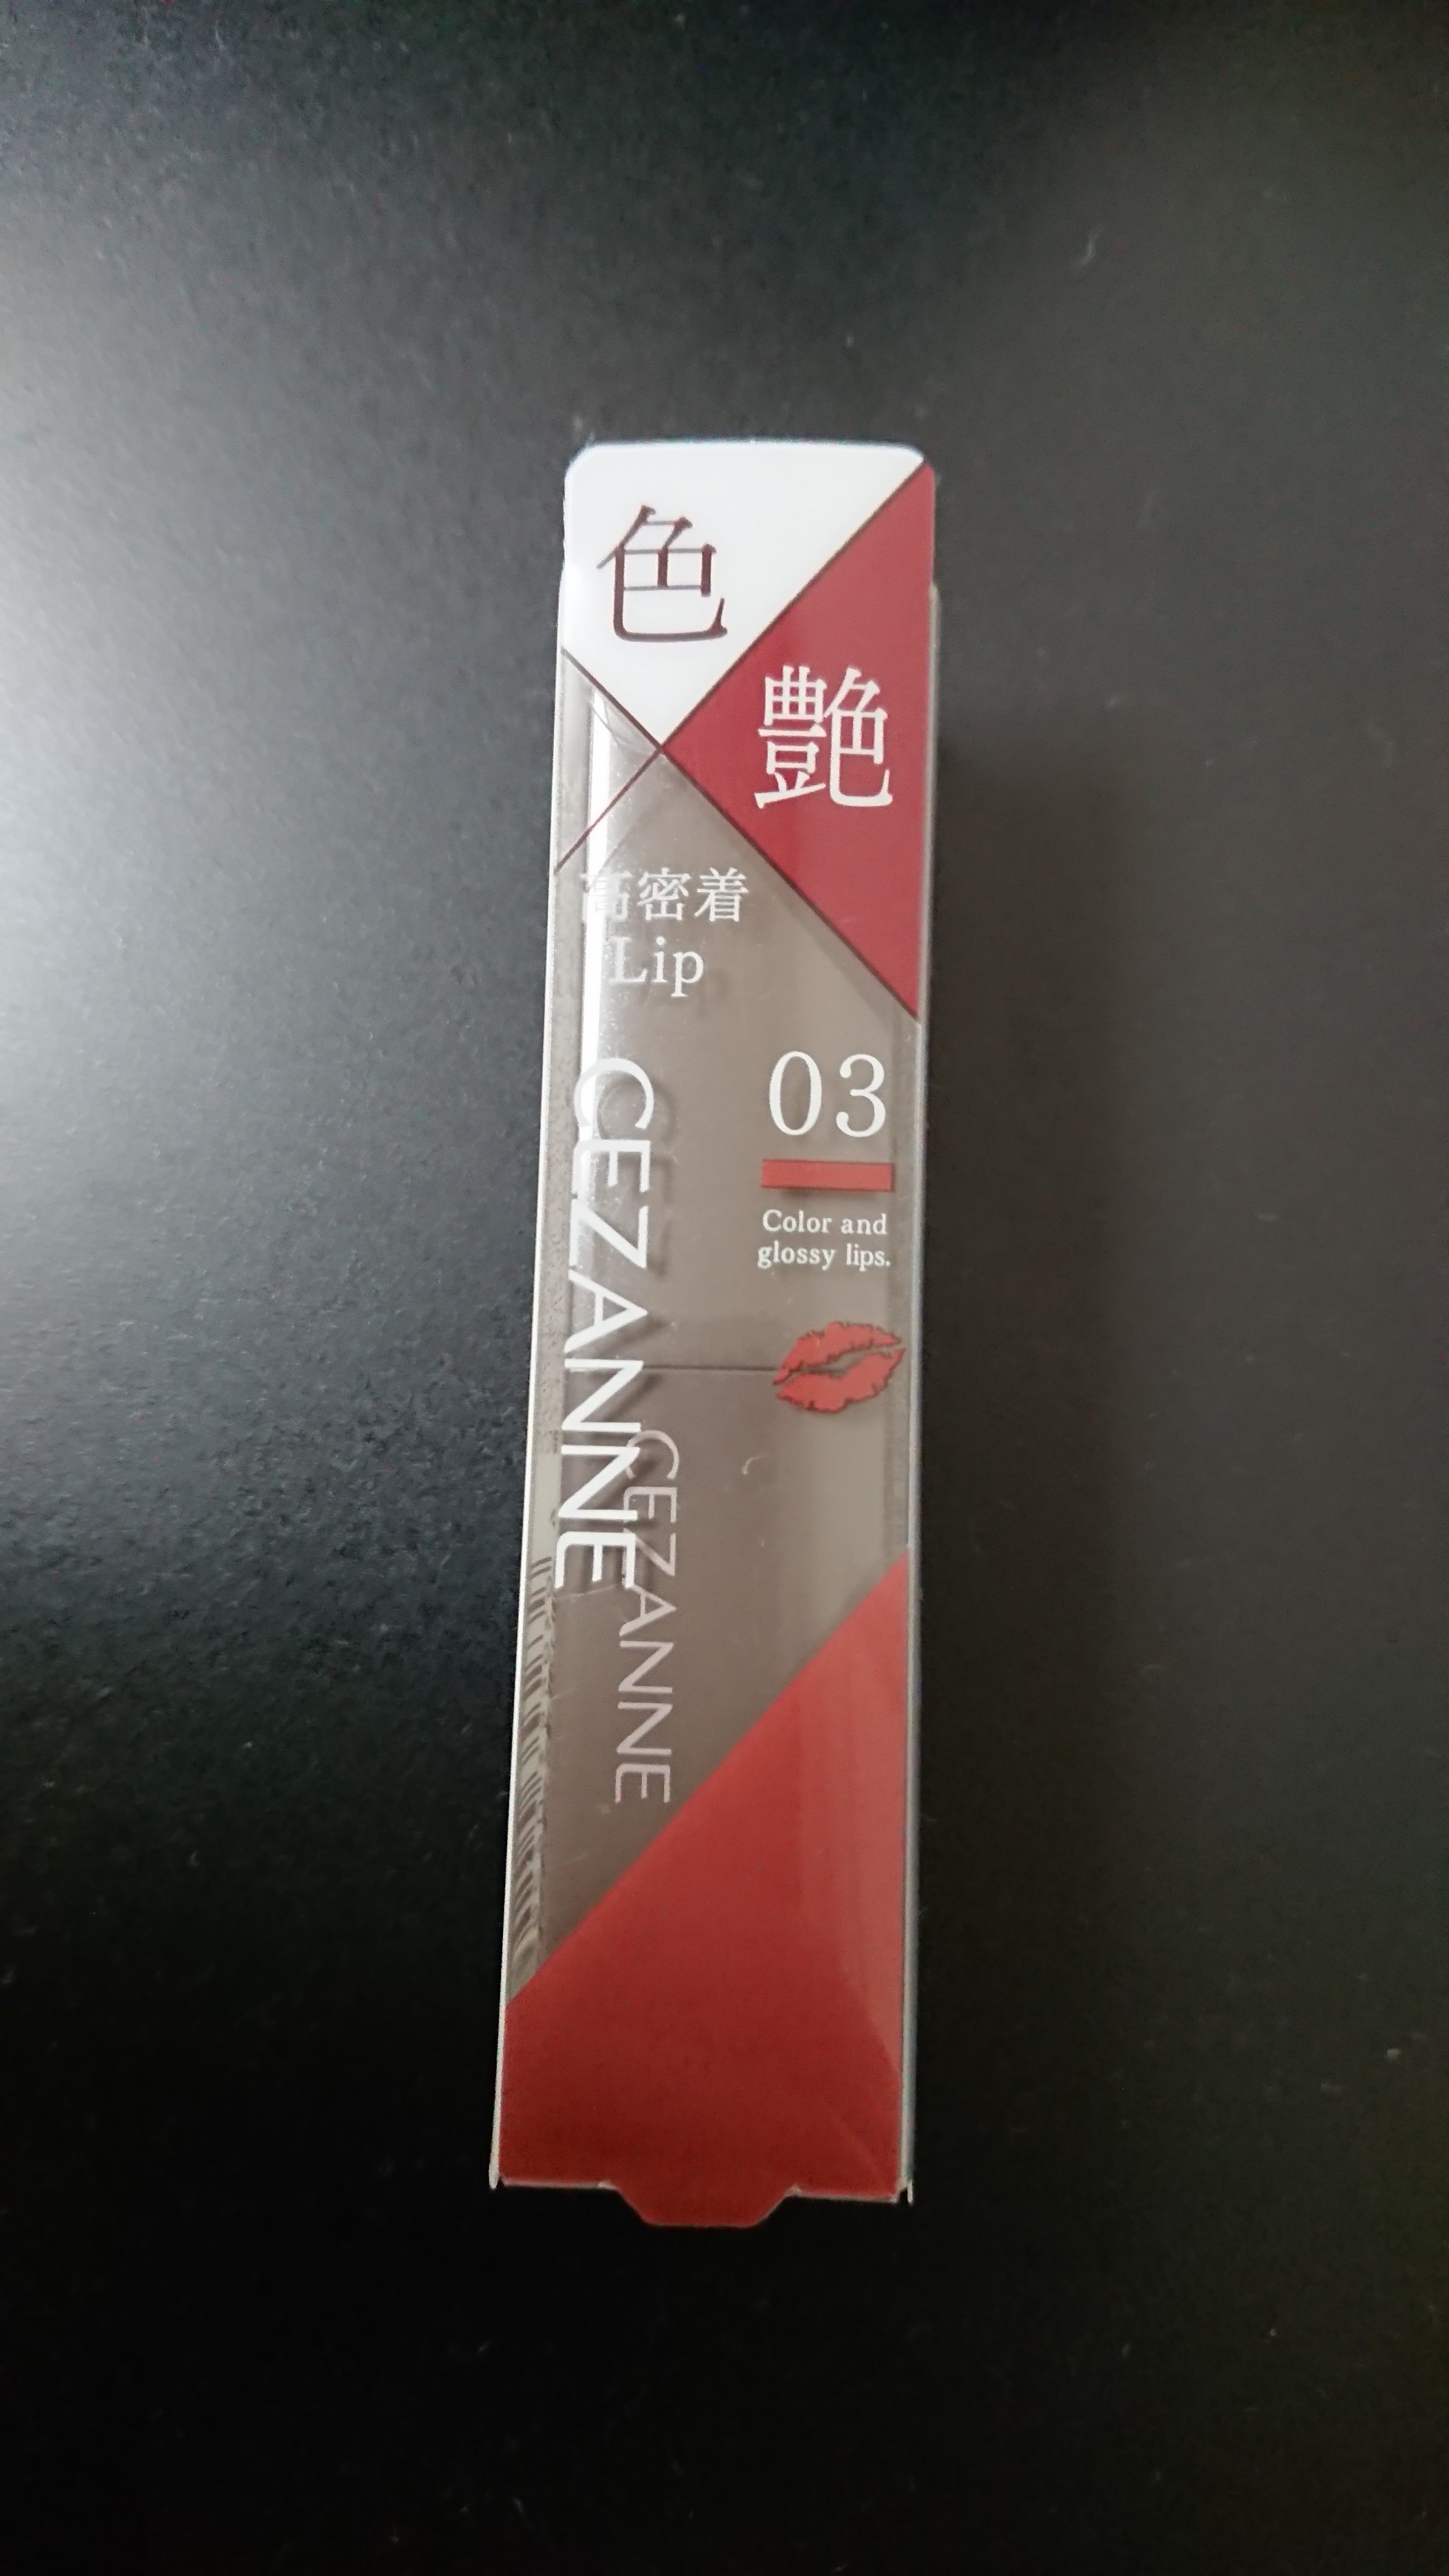 色
艶
高密着
Lip
03
Color and
glossy lips.
CEZANNE
CEZANNE